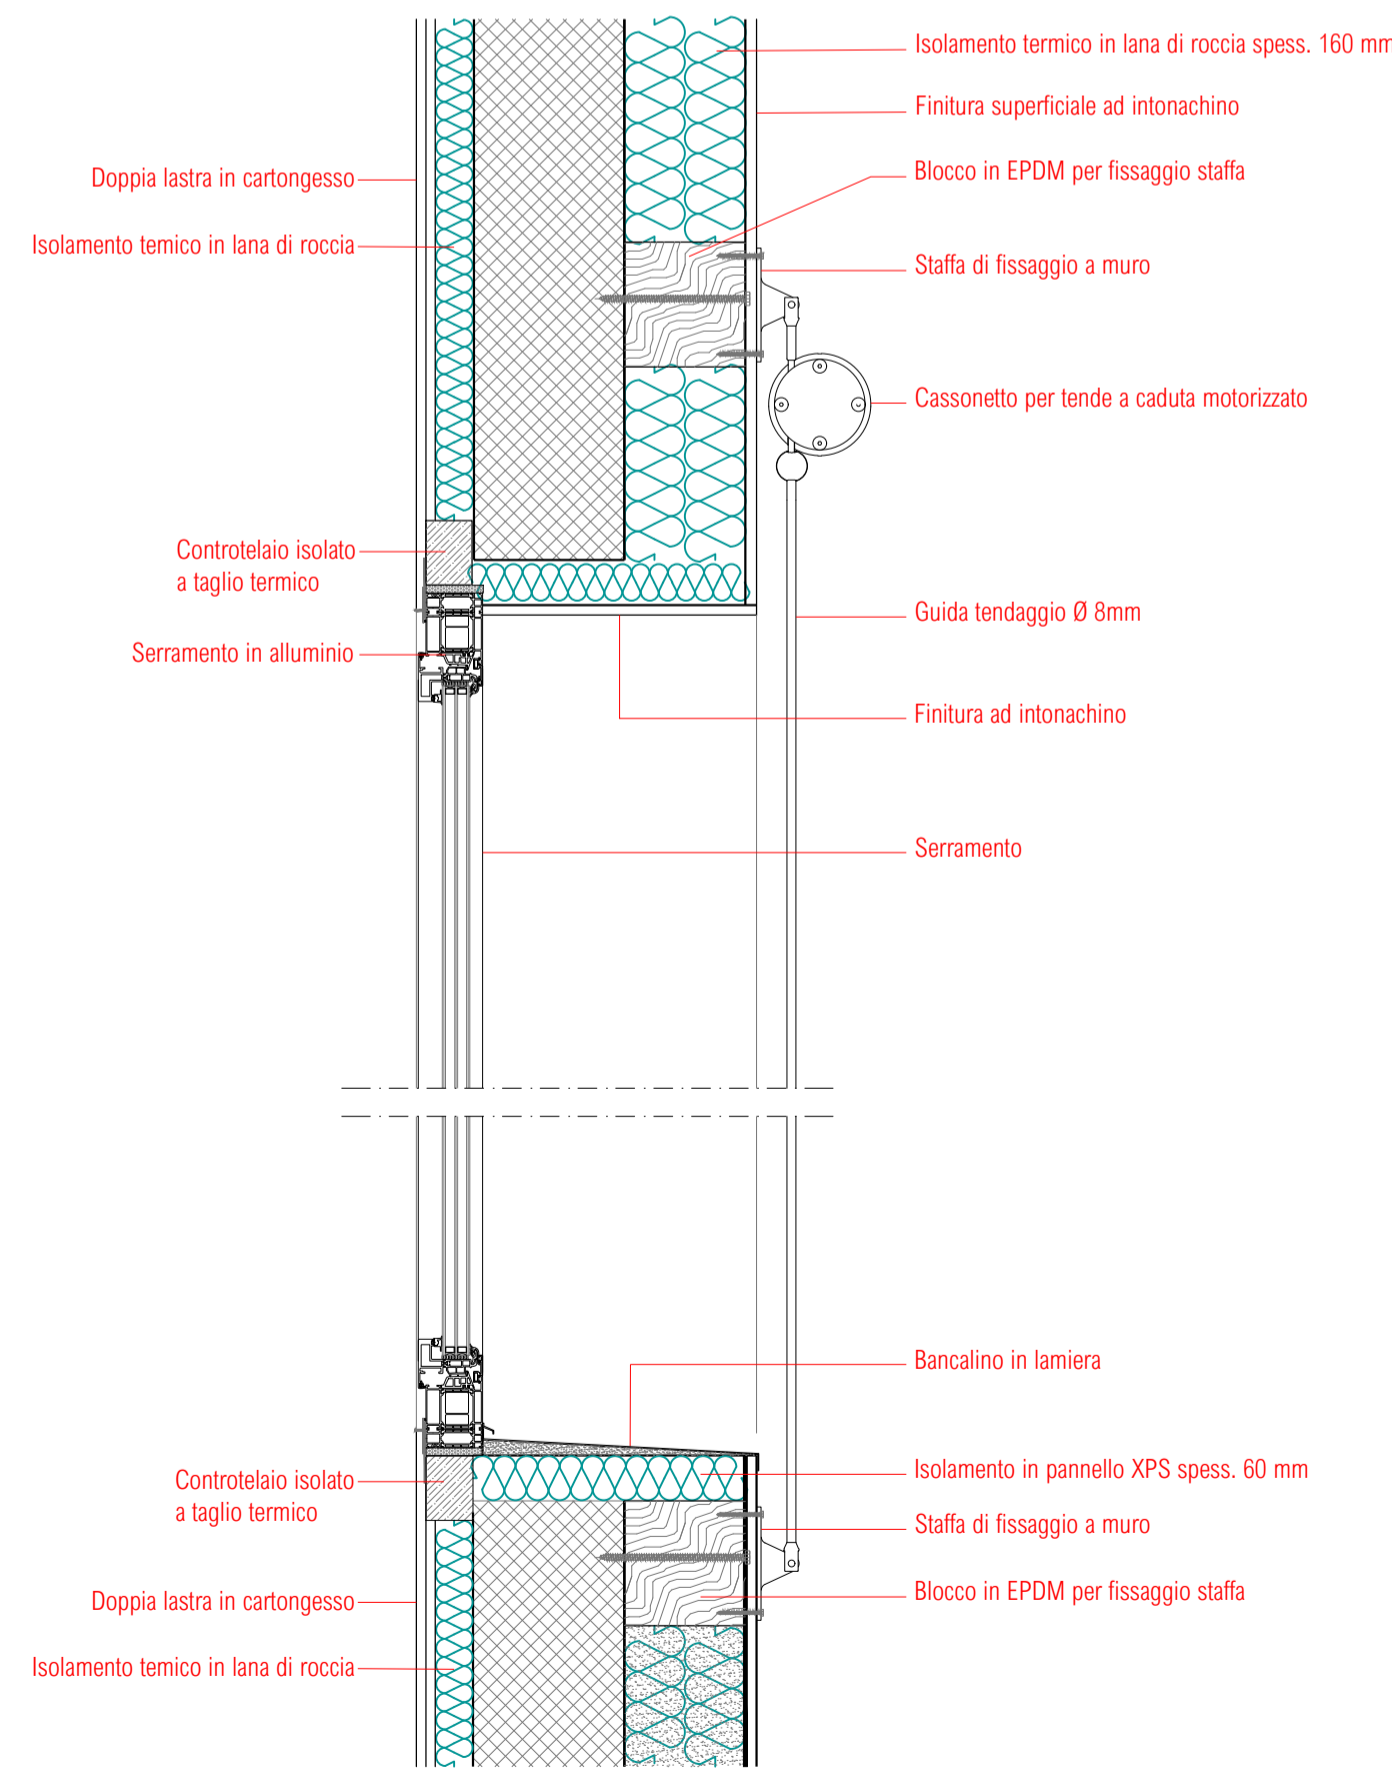 Isolamento termico in lana di roccia spess. 160 mm
Finitura superficiale ad intonachino
Blocco in EPDM per fissaggio staffa
Doppia lastra in cartongesso
Isolamento temico in lana di roccia
Staffa di fissaggio a muro
Cassonetto per tende a caduta motorizzato
Controtelaio isolato
a taglio termico
Guida tendaggio Ø 8mm
Serramento in alluminio
Finitura ad intonachino
Serramento
Bancalino in lamiera
Isolamento in pannello XPS spess. 60 mm
Controtelaio isolato
a taglio termico
Staffa di fissaggio a muro
Blocco in EPDM per fissaggio staffa
Doppia lastra in cartongesso
Isolamento temico in lana di roccia